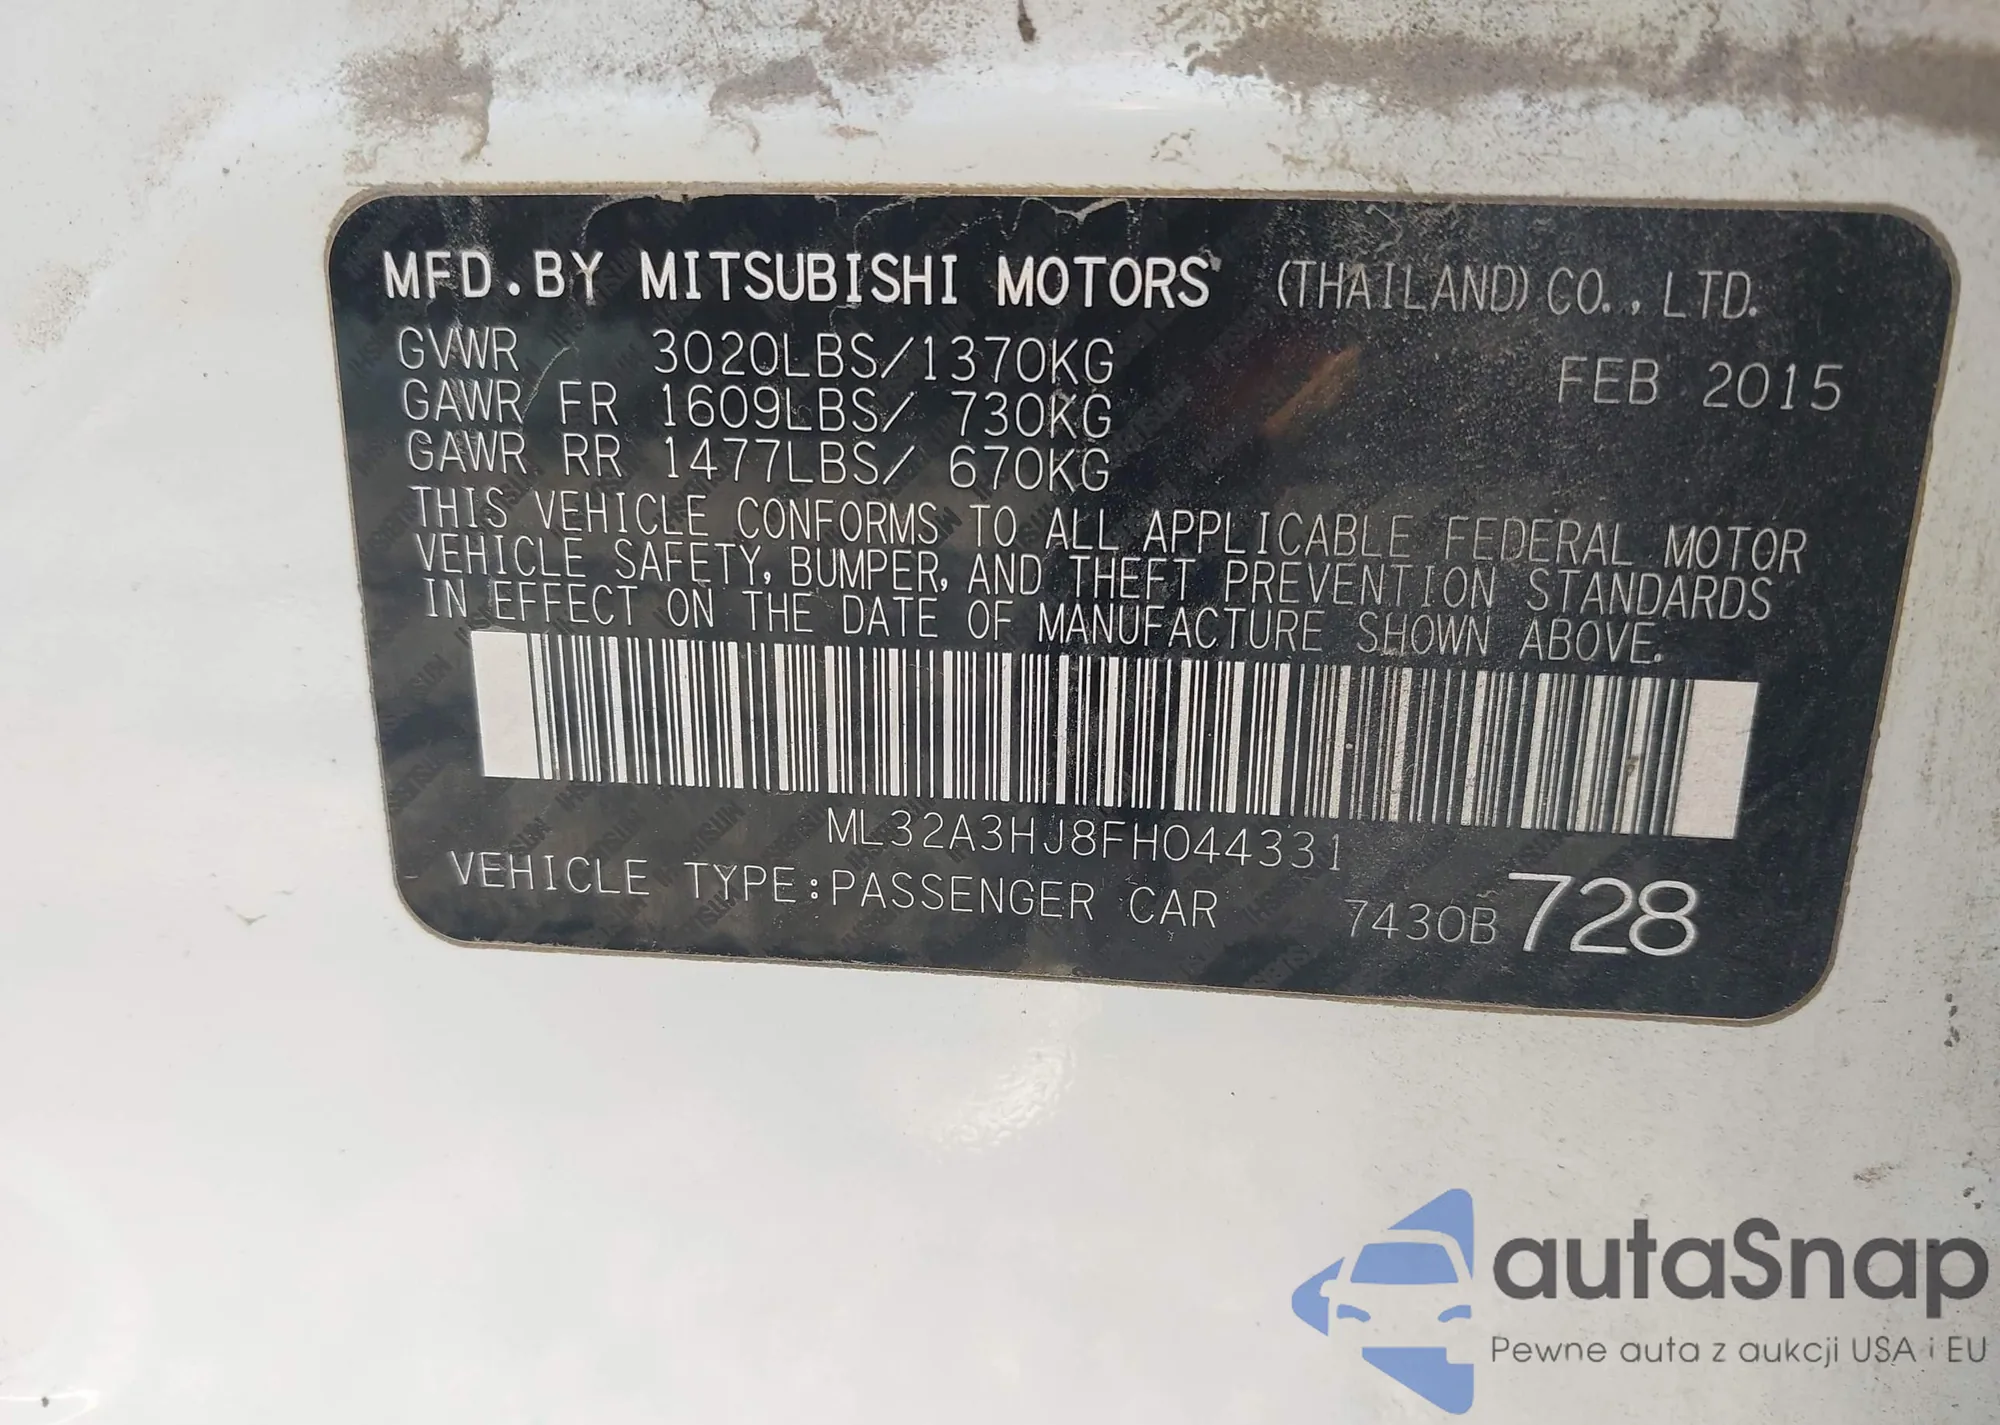 MFD.BY MITSUBISHI MOTORS (THAILAND) CO., LTD.
GVWR 3020LBS/1370KG FEB 2015
GAWR FR 1609LBS/ 730KG
GAWR RR 1477LBS/ 670KG
THIS VEHICLE CONFORMS TO ALL APPLICABLE FEDERAL MOTOR
VEHICLE SAFETY, BUMPER, AND THEFT PREVENTION STANDARDS
IN EFFECT ON THE DATE OF MANUFACTURE SHOWN ABOVE.
ML32A3HJ8FH044331
VEHICLE TYPE:PASSENGER CAR 7430B 728
autaSnap
Pewne auta z aukcji USA i EU